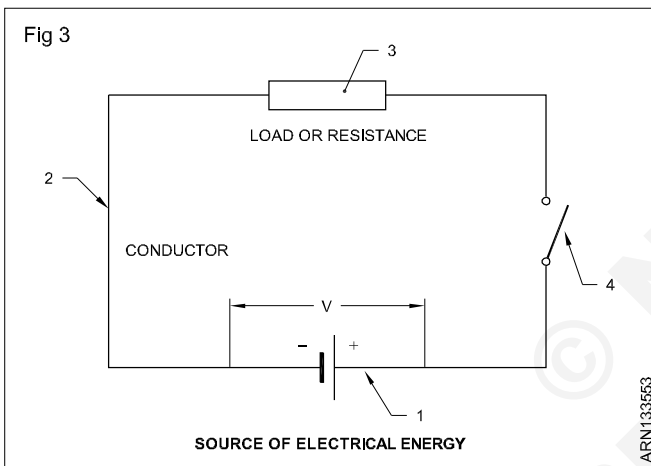 Fig 3
3
LOAD OR RESISTANCE
2
CONDUCTOR
4
V
− +
1
SOURCE OF ELECTRICAL ENERGY
ARN133553
©